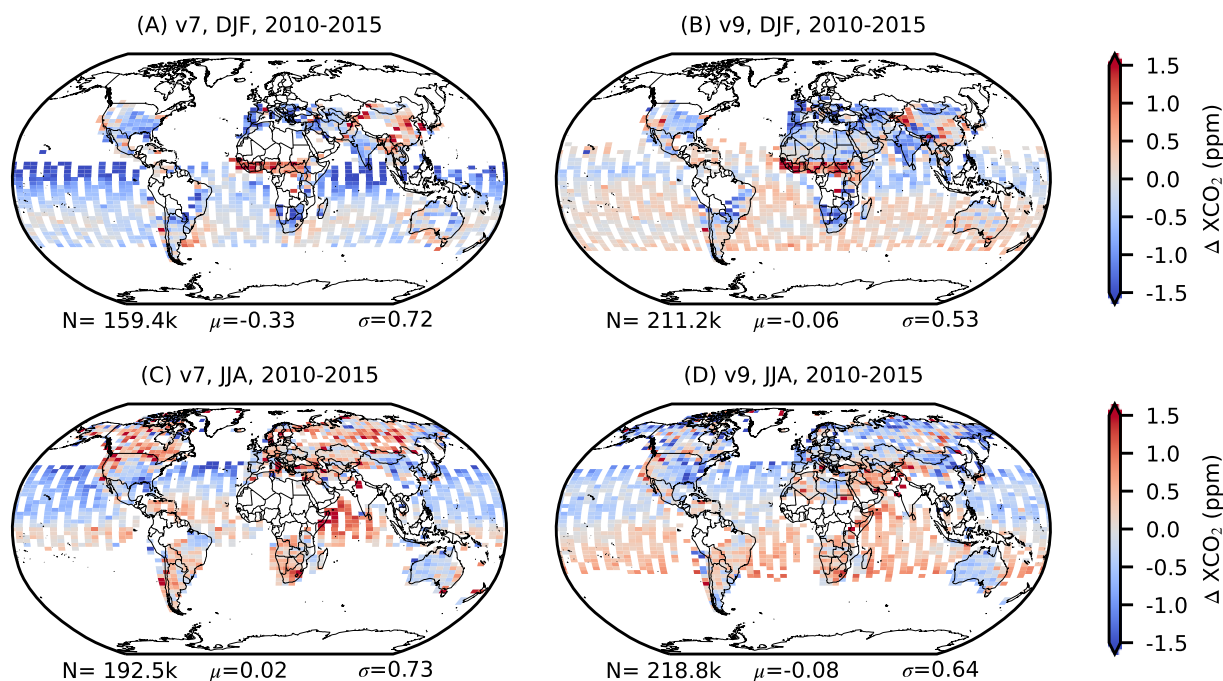 (A) v7, DJF, 2010-2015
(B) v9, DJF, 2010-2015
1.5
1.0
0.5
0.0
-0.5
-1.0
-1.5
Δ XCO₂ (ppm)
N= 159.4k μ=-0.33 σ=0.72
N= 211.2k μ=-0.06 σ=0.53
(C) v7, JJA, 2010-2015
(D) v9, JJA, 2010-2015
1.5
1.0
0.5
0.0
-0.5
-1.0
-1.5
Δ XCO₂ (ppm)
N= 192.5k μ=0.02 σ=0.73
N= 218.8k μ=-0.08 σ=0.64